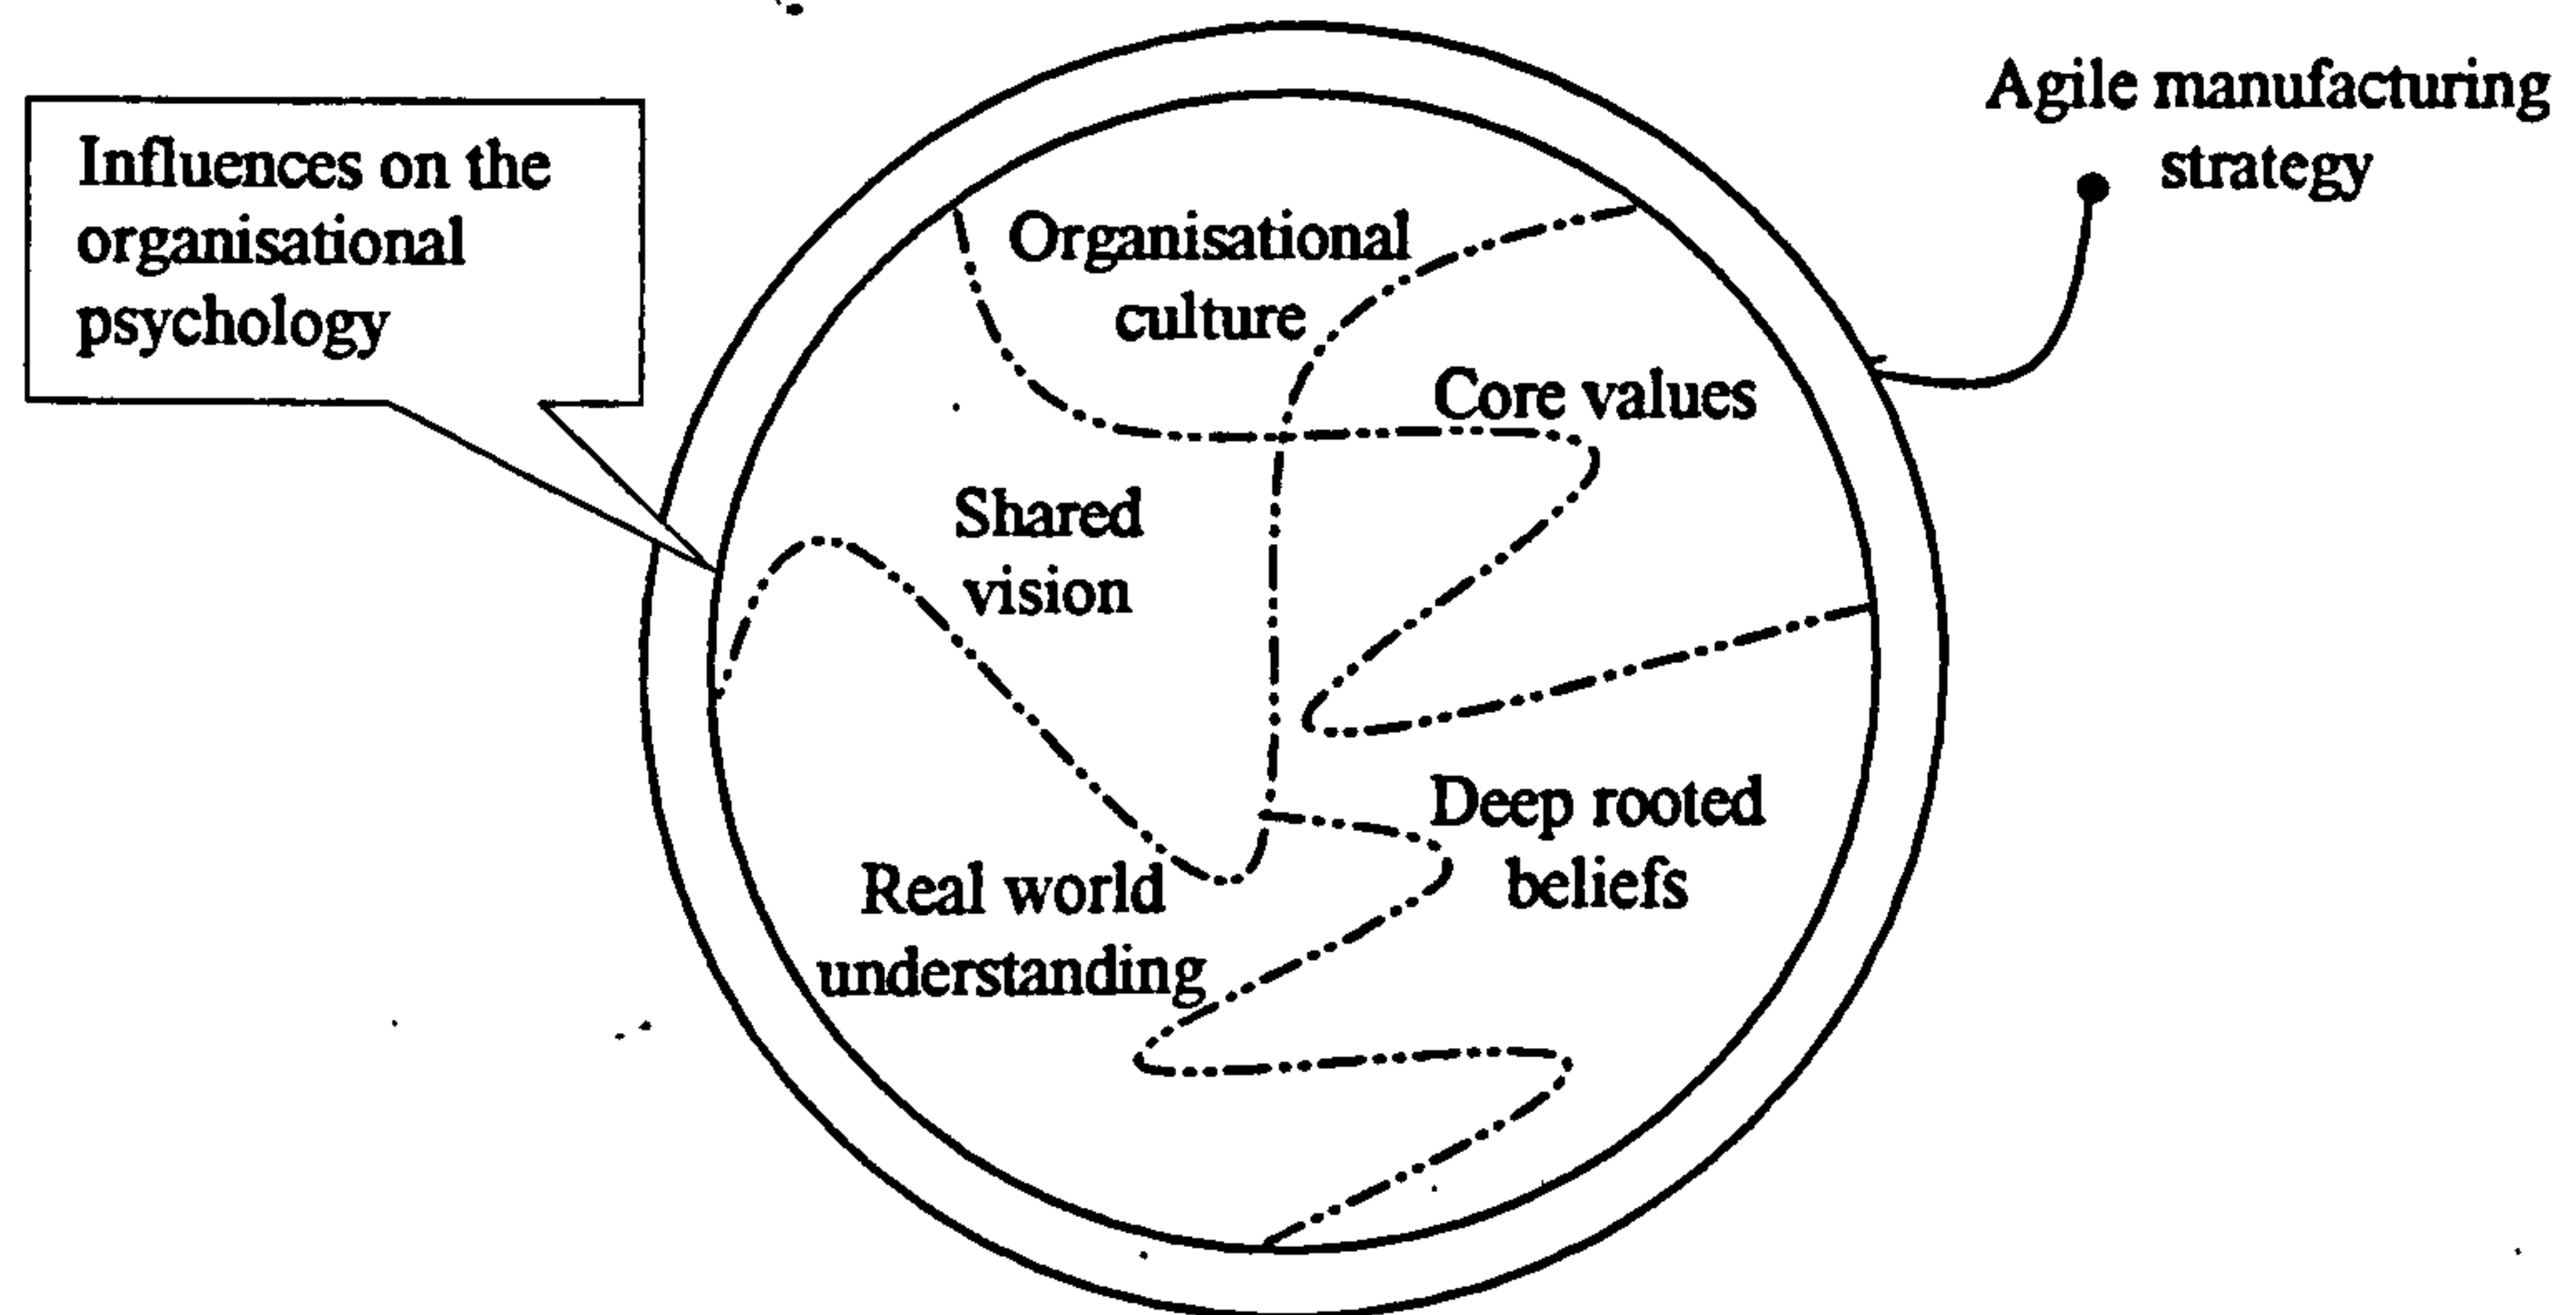 Influences on the
organisational
psychology
Agile manufacturing
strategy
Organisational
culture
Core values
Shared
vision
Deep rooted
beliefs
Real world
understanding